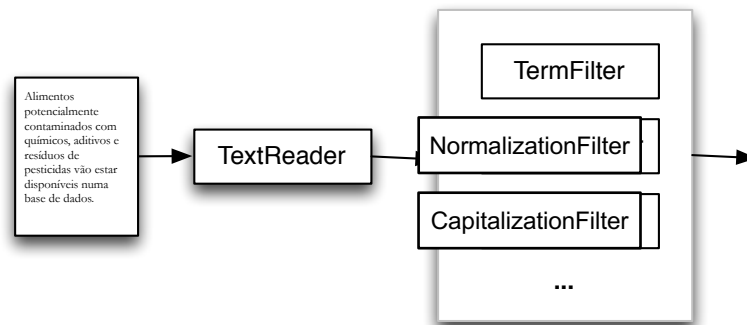 Alimentos
potencialmente
contaminados com
químicos, aditivos e
resíduos de
pesticidas vão estar
disponíveis numa
base de dados.
TextReader
TermFilter
NormalizationFilter
CapitalizationFilter
...